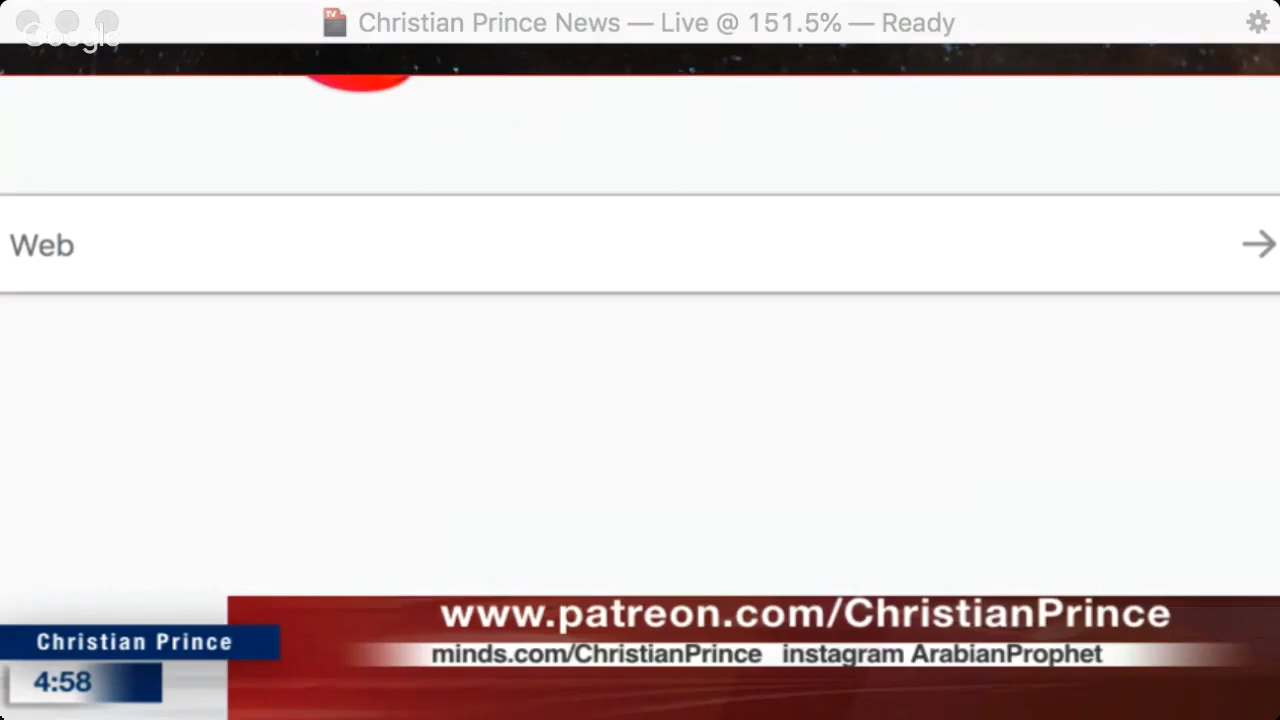 Christian Prince News — Live @ 151.5% — Ready
Google
Web
www.patreon.com/ChristianPrince
Christian Prince
minds.com/ChristianPrince instagram ArabianProphet
4:58